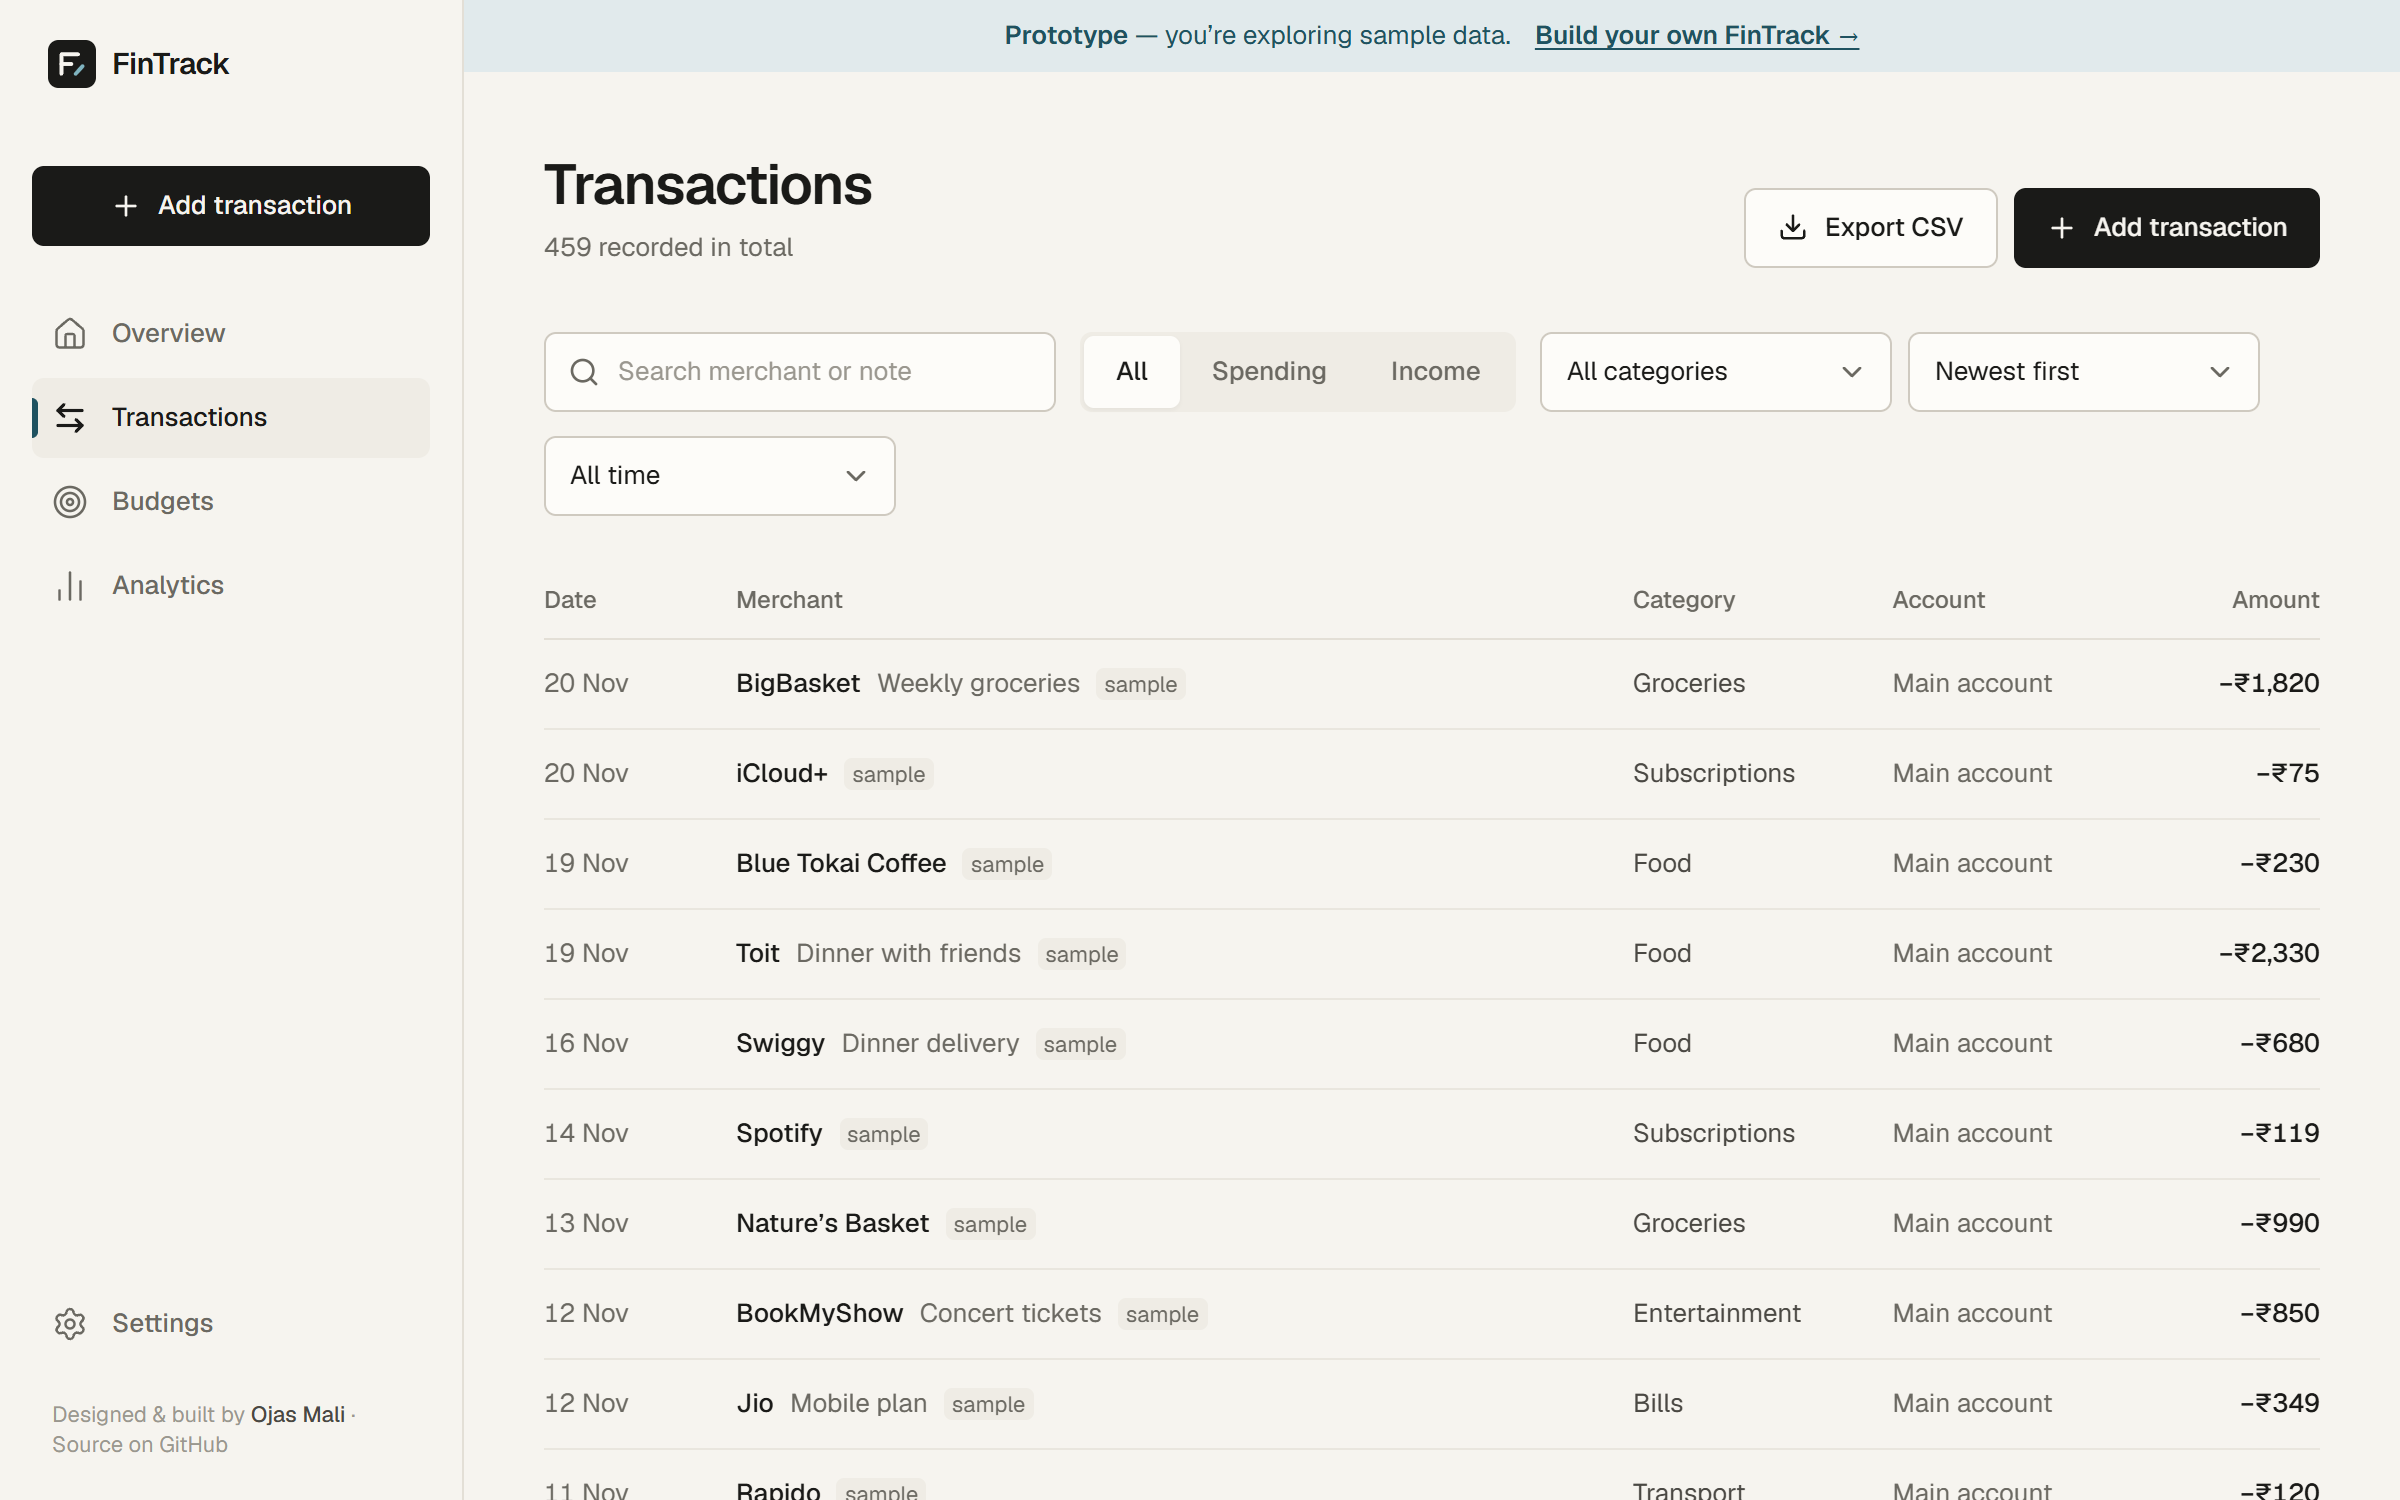 FinTrack
Add transaction
Overview
Transactions
Budgets
Analytics
Settings
Designed & built by Ojas Mali ·
Source on GitHub
Prototype — you’re exploring sample data. Build your own FinTrack →
Transactions
459 recorded in total
Export CSV
Add transaction
Search merchant or note
All Spending Income
All categories
Newest first
All time
Date Merchant Category Account Amount
20 Nov BigBasket Weekly groceries sample Groceries Main account −₹1,820
20 Nov iCloud+ sample Subscriptions Main account −₹75
19 Nov Blue Tokai Coffee sample Food Main account −₹230
19 Nov Toit Dinner with friends sample Food Main account −₹2,330
16 Nov Swiggy Dinner delivery sample Food Main account −₹680
14 Nov Spotify sample Subscriptions Main account −₹119
13 Nov Nature’s Basket sample Groceries Main account −₹990
12 Nov BookMyShow Concert tickets sample Entertainment Main account −₹850
12 Nov Jio Mobile plan sample Bills Main account −₹349
11 Nov Rapido sample Transport Main account −₹120